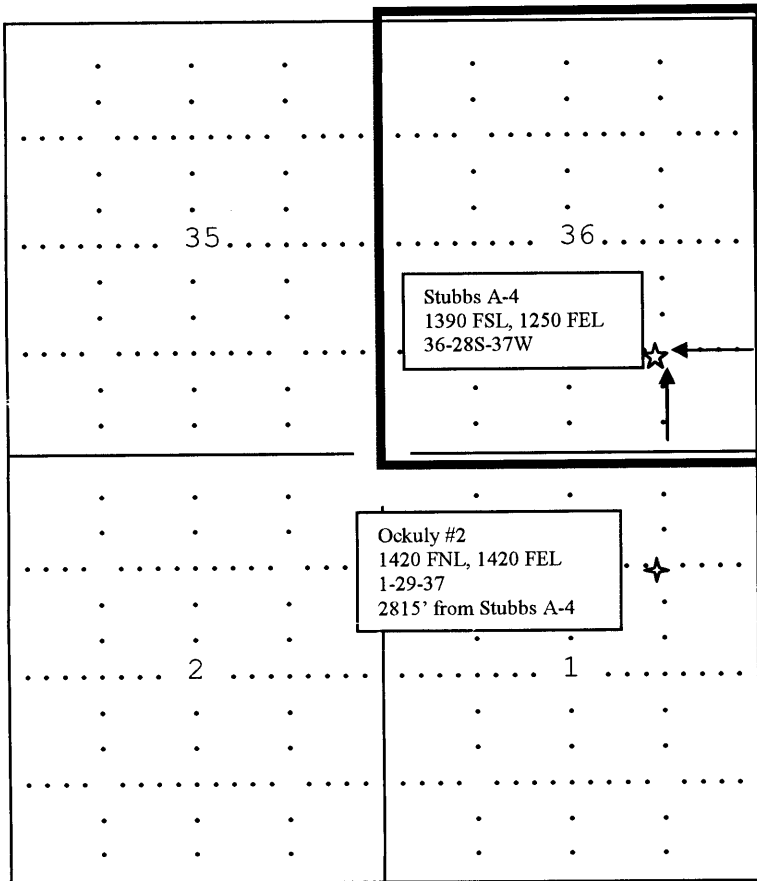 35
36
Stubbs A-4
1390 FSL, 1250 FEL
36-28S-37W
Ockuly #2
1420 FNL, 1420 FEL
1-29-37
2815' from Stubbs A-4
2
1